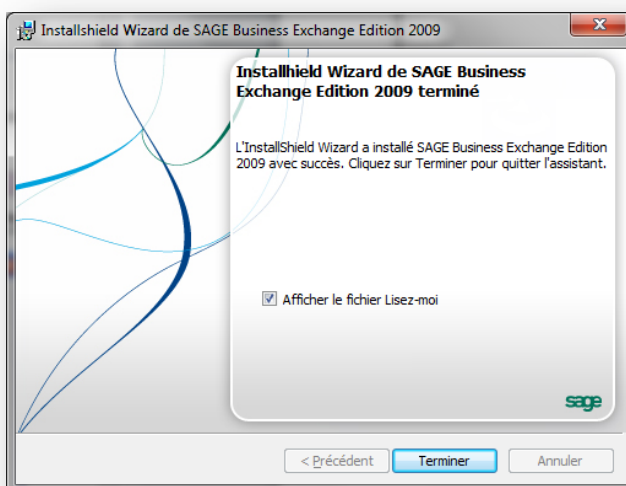 Installshield Wizard de SAGE Business Exchange Edition 2009
Installhield Wizard de SAGE Business
Exchange Edition 2009 terminé
L'InstallShield Wizard a installé SAGE Business Exchange Edition
2009 avec succès. Cliquez sur Terminer pour quitter l'assistant.
Afficher le fichier Lisez-moi
sage
< Précédent
Terminer
Annuler